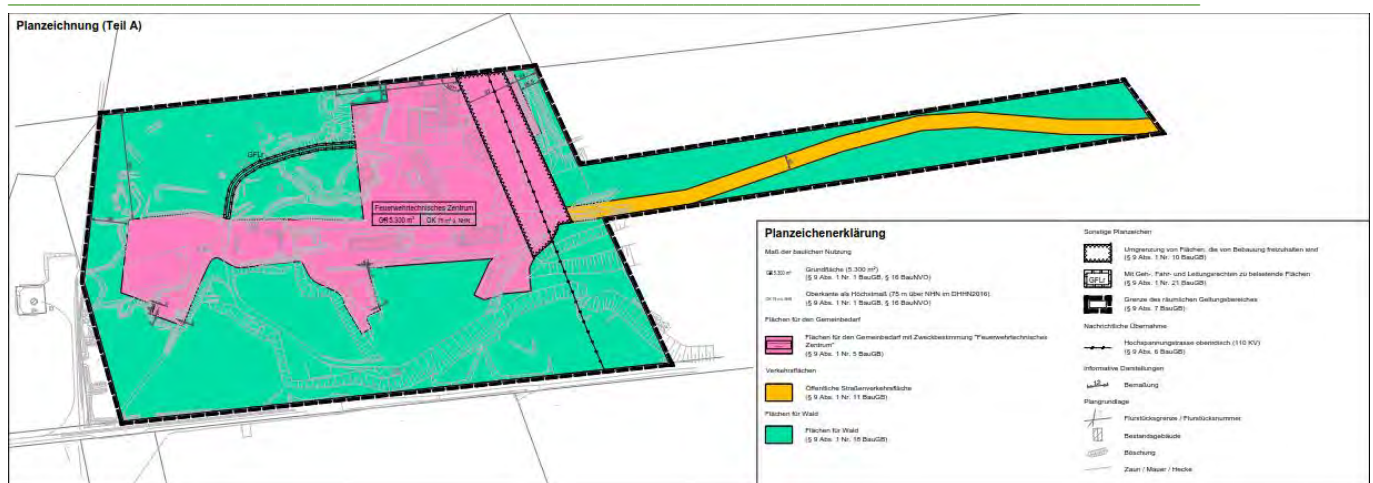 Planzeichnung (Teil A)
GFLr
Feuerwehrtechnisches Zentrum
GR 5.300 m²
Planzeichenerklärung
Maß der baulichen Nutzung
GR 5.300 m²
Grundfläche (5.300 m²)
(§ 9 Abs. 1 Nr. 1 BauGB, § 16 BauNVO)
Oberkante als Höchstmaß (75 m über NHN im DHHN2016)
(§ 9 Abs. 1 Nr. 1 BauGB, § 16 BauNVO)
Flächen für den Gemeinbedarf
Flächen für den Gemeinbedarf mit Zweckbestimmung "Feuerwehrtechnisches
Zentrum"
(§ 9 Abs. 1 Nr. 5 BauGB)
Verkehrsflächen
Öffentliche Straßenverkehrsfläche
(§ 9 Abs. 1 Nr. 11 BauGB)
Flächen für Wald
Flächen für Wald
(§ 9 Abs. 1 Nr. 18 BauGB)
Sonstige Planzeichen
Umgrenzung von Flächen, die von Bebauung freizuhalten sind
(§ 9 Abs. 1 Nr. 10 BauGB)
GFLr
Mit Geh-, Fahr- und Leitungsrechten zu belastende Flächen
(§ 9 Abs. 1 Nr. 21 BauGB)
Grenze des räumlichen Geltungsbereiches
(§ 9 Abs. 7 BauGB)
Nachrichtliche Übernahme
Hochspannungstrasse oberirdisch (110 KV)
(§ 9 Abs. 6 BauGB)
Informative Darstellungen
Bemaßung
Plangrundlage
Flurstücksgrenze / Flurstücksnummer
Bestandsgebäude
Böschung
Zaun / Mauer / Hecke